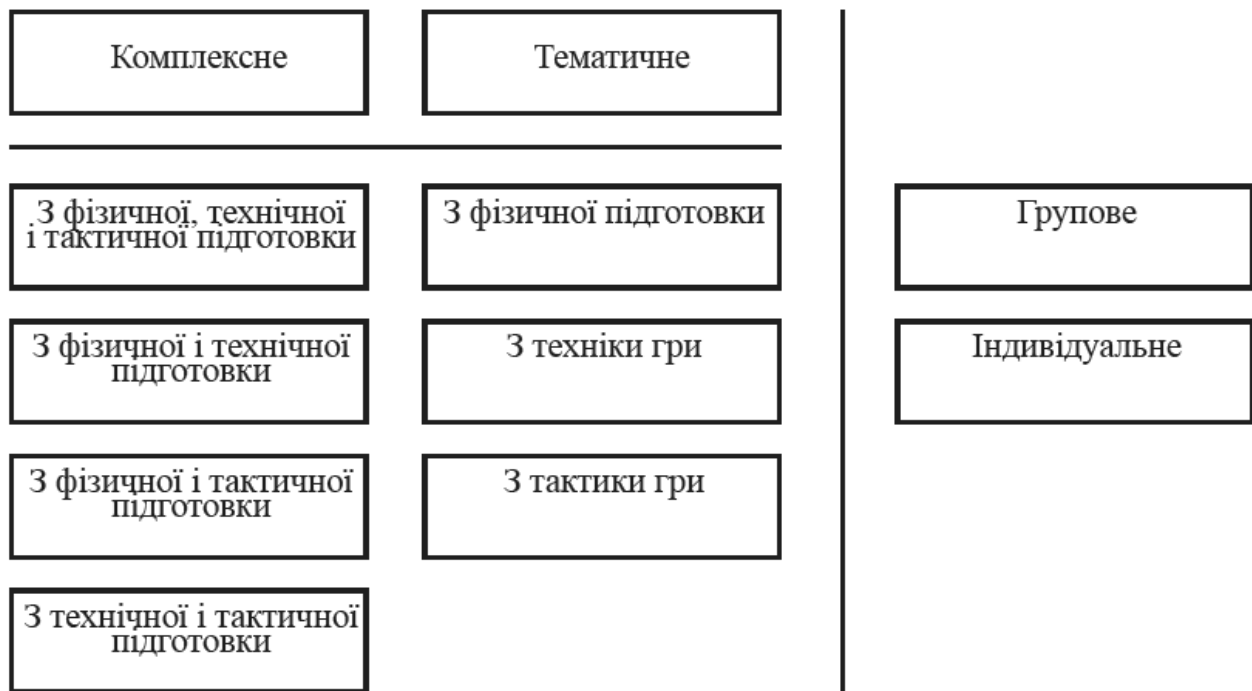 Комплексне
Тематичне
З фізичної, технічної
і тактичної підготовки
З фізичної підготовки
Групове
З фізичної і технічної
підготовки
З техніки гри
Індивідуальне
З фізичної і тактичної
підготовки
З тактики гри
З технічної і тактичної
підготовки